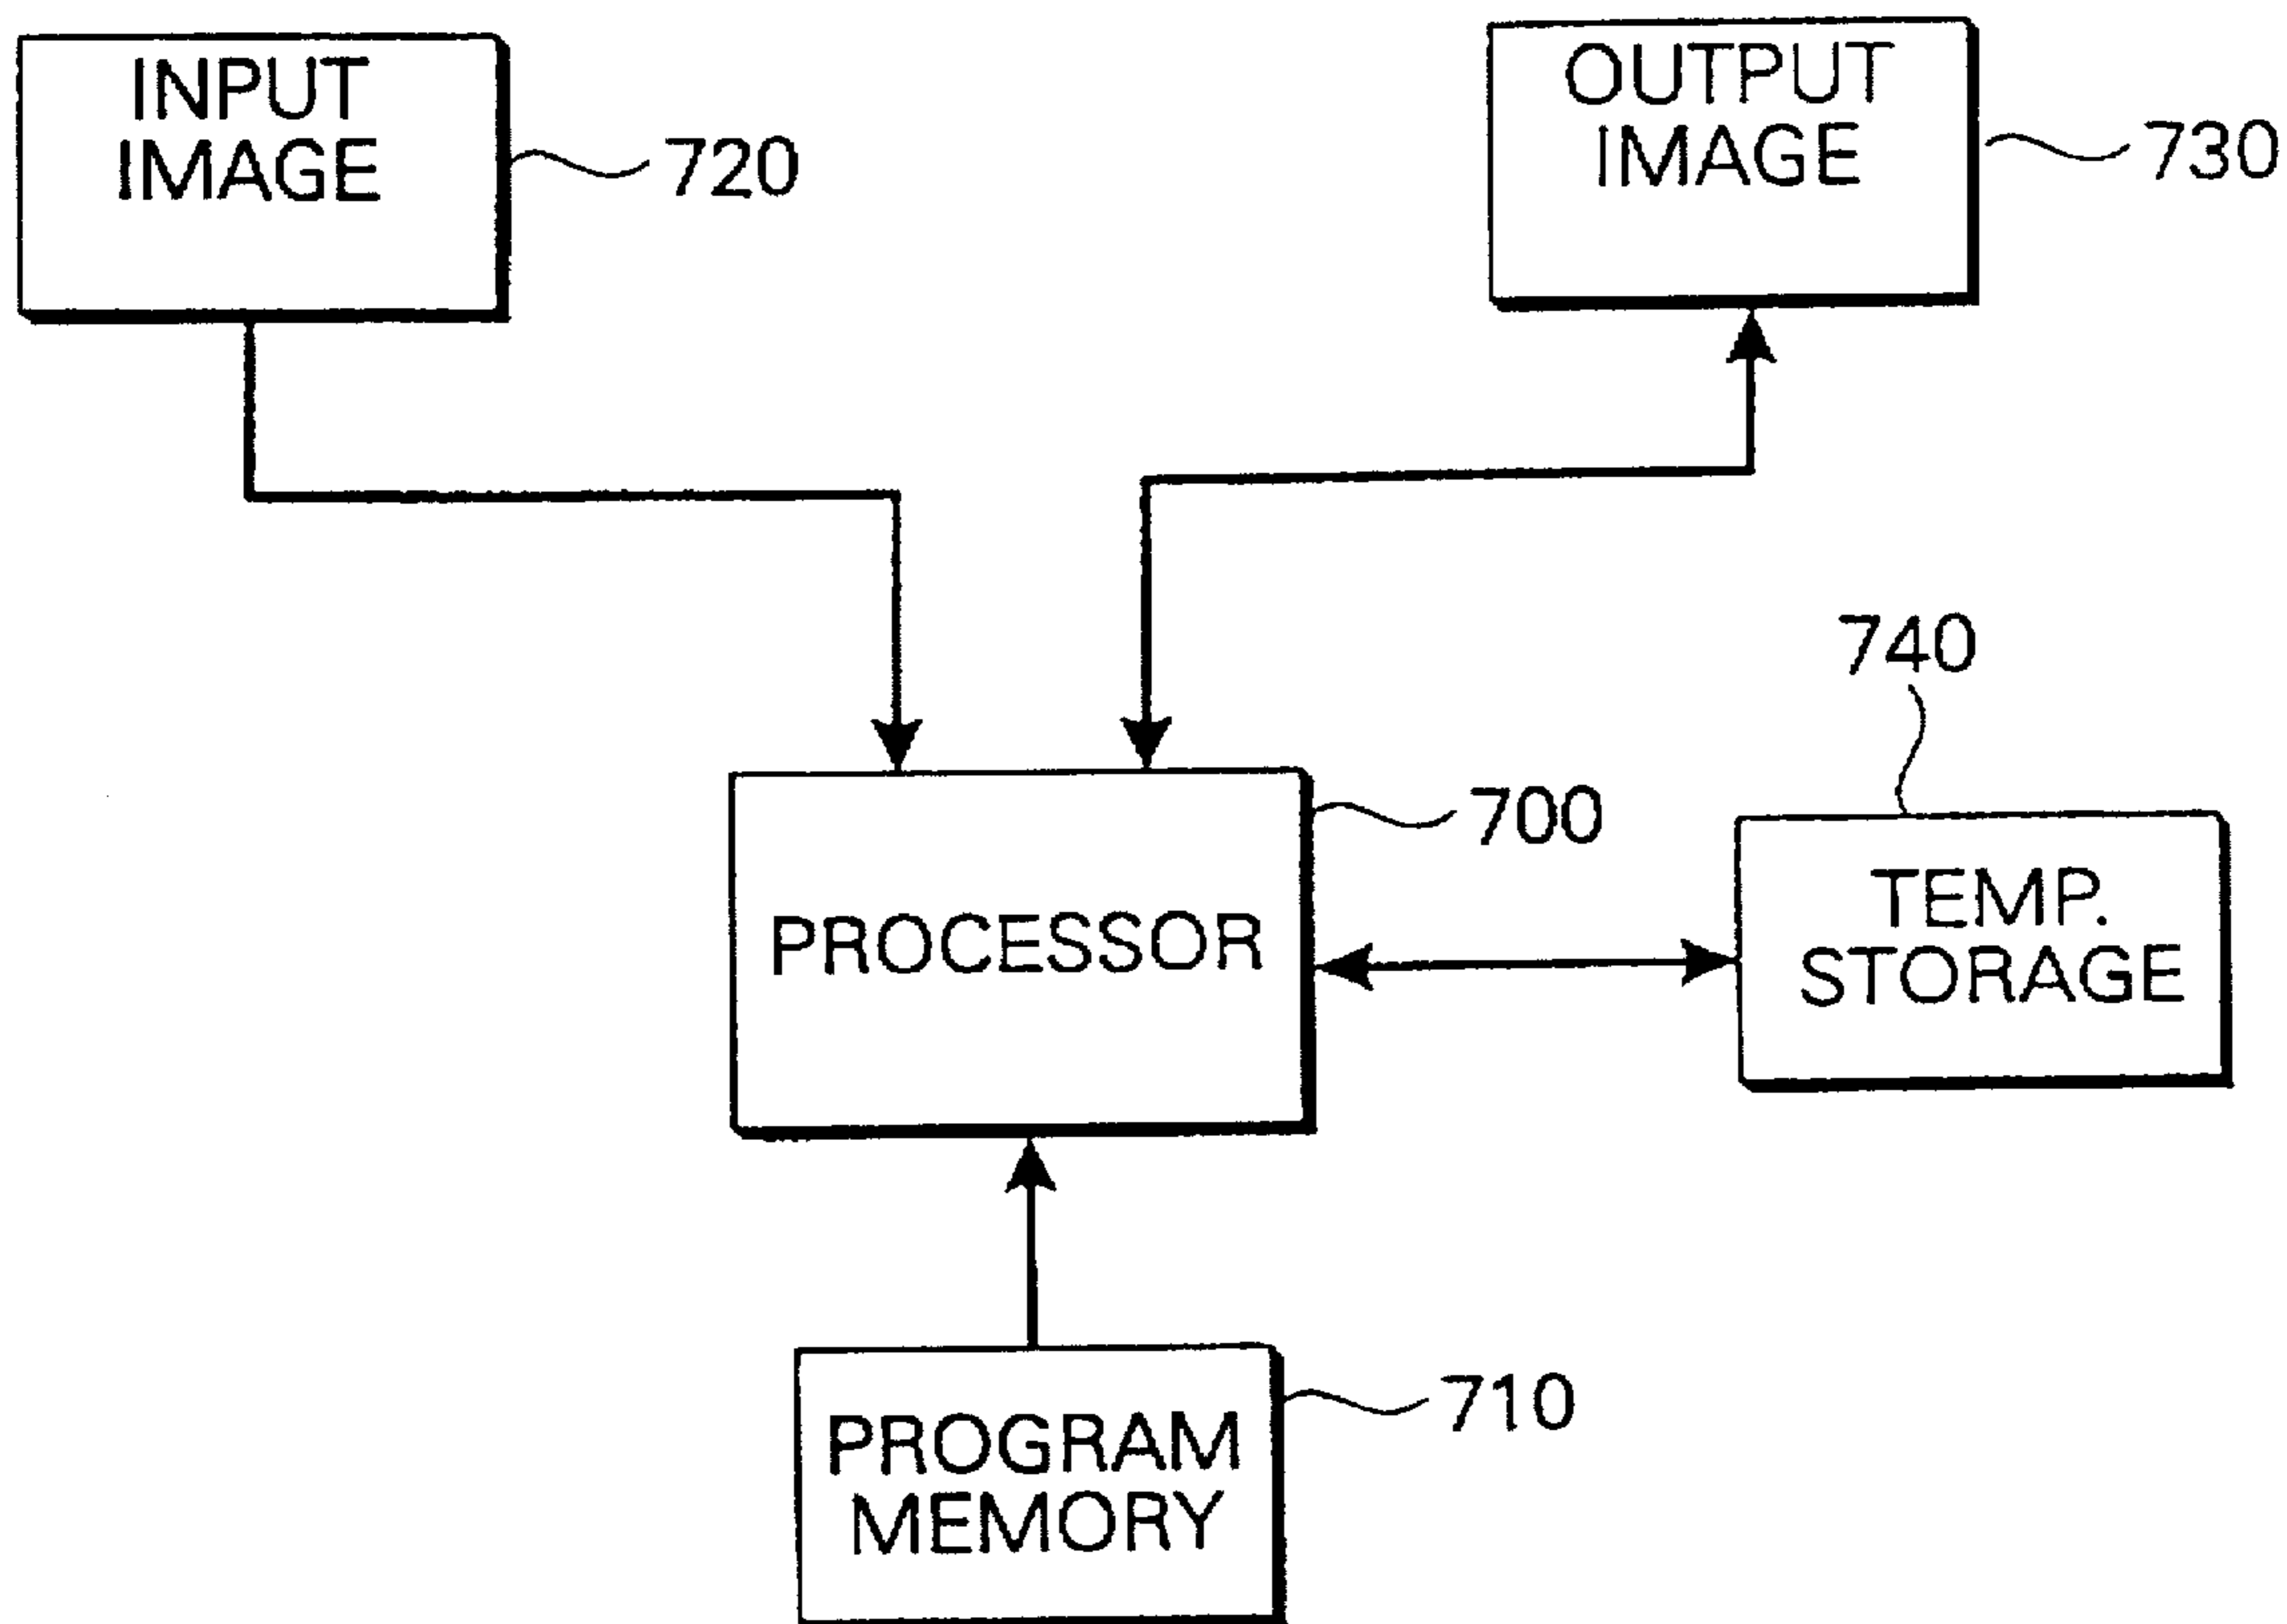 INPUT
IMAGE
720
OUTPUT
IMAGE
730
740
700
PROCESSOR
TEMP.
STORAGE
710
PROGRAM
MEMORY